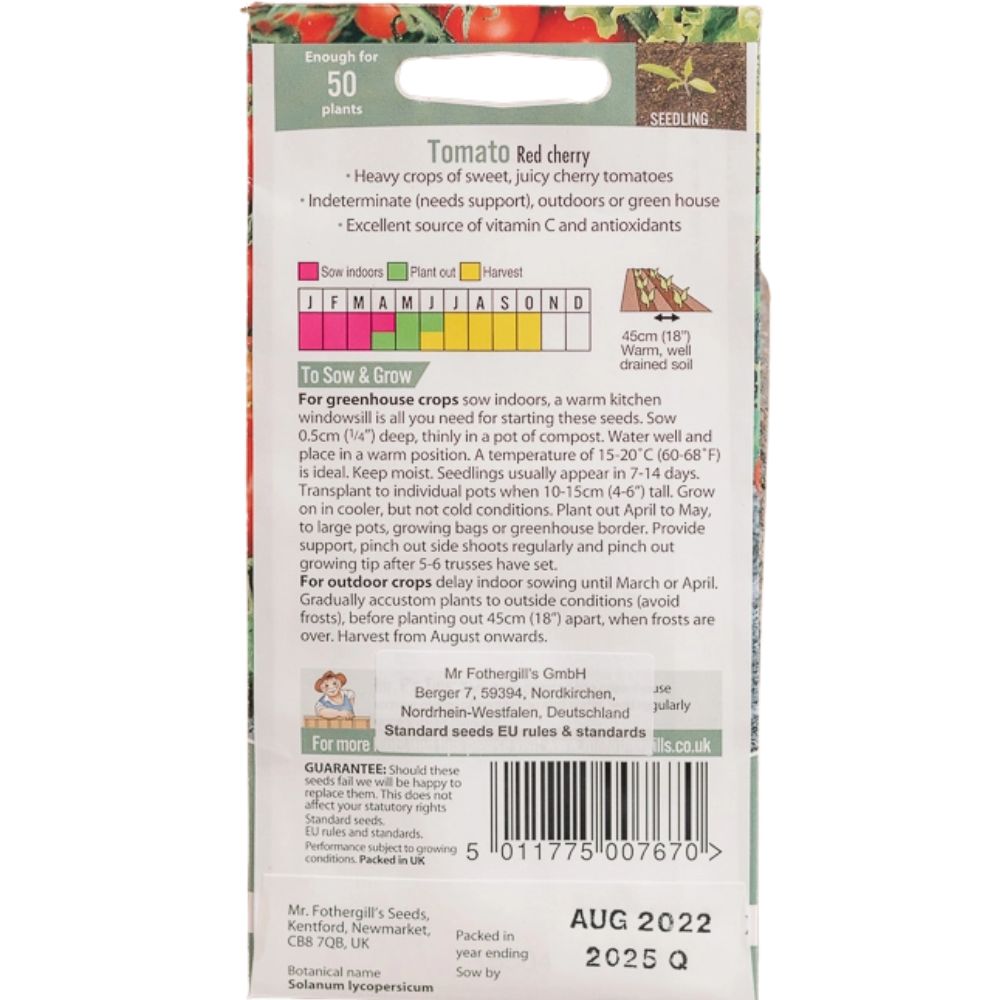 Enough for
50
plants
SEEDLING
Tomato Red cherry
• Heavy crops of sweet, juicy cherry tomatoes
• Indeterminate (needs support), outdoors or green house
• Excellent source of vitamin C and antioxidants
Sow indoors Plant out Harvest
J F M A M J J A S O N D
45cm (18")
Warm, well
drained soil
To Sow & Grow
For greenhouse crops sow indoors, a warm kitchen
windowsill is all you need for starting these seeds. Sow
0.5cm (1/4") deep, thinly in a pot of compost. Water well and
place in a warm position. A temperature of 15-20˚C (60-68˚F)
is ideal. Keep moist. Seedlings usually appear in 7-14 days.
Transplant to individual pots when 10-15cm (4-6") tall. Grow
on in cooler, but not cold conditions. Plant out April to May,
to large pots, growing bags or greenhouse border. Provide
support, pinch out side shoots regularly and pinch out
growing tip after 5-6 trusses have set.
For outdoor crops delay indoor sowing until March or April.
Gradually accustom plants to outside conditions (avoid
frosts), before planting out 45cm (18") apart, when frosts are
over. Harvest from August onwards.
Mr Fothergill's GmbH
Berger 7, 59394, Nordkirchen,
Nordrhein-Westfalen, Deutschland
Standard seeds EU rules & standards
For more
ills.co.uk
GUARANTEE: Should these
seeds fail we will be happy to
replace them. This does not
affect your statutory rights
Standard seeds.
EU rules and standards.
Performance subject to growing
conditions. Packed in UK
5 011775 007670 >
Mr. Fothergill's Seeds,
Kentford, Newmarket,
CB8 7QB, UK
Botanical name
Solanum lycopersicum
Packed in
year ending
AUG 2022
Sow by
2025 Q